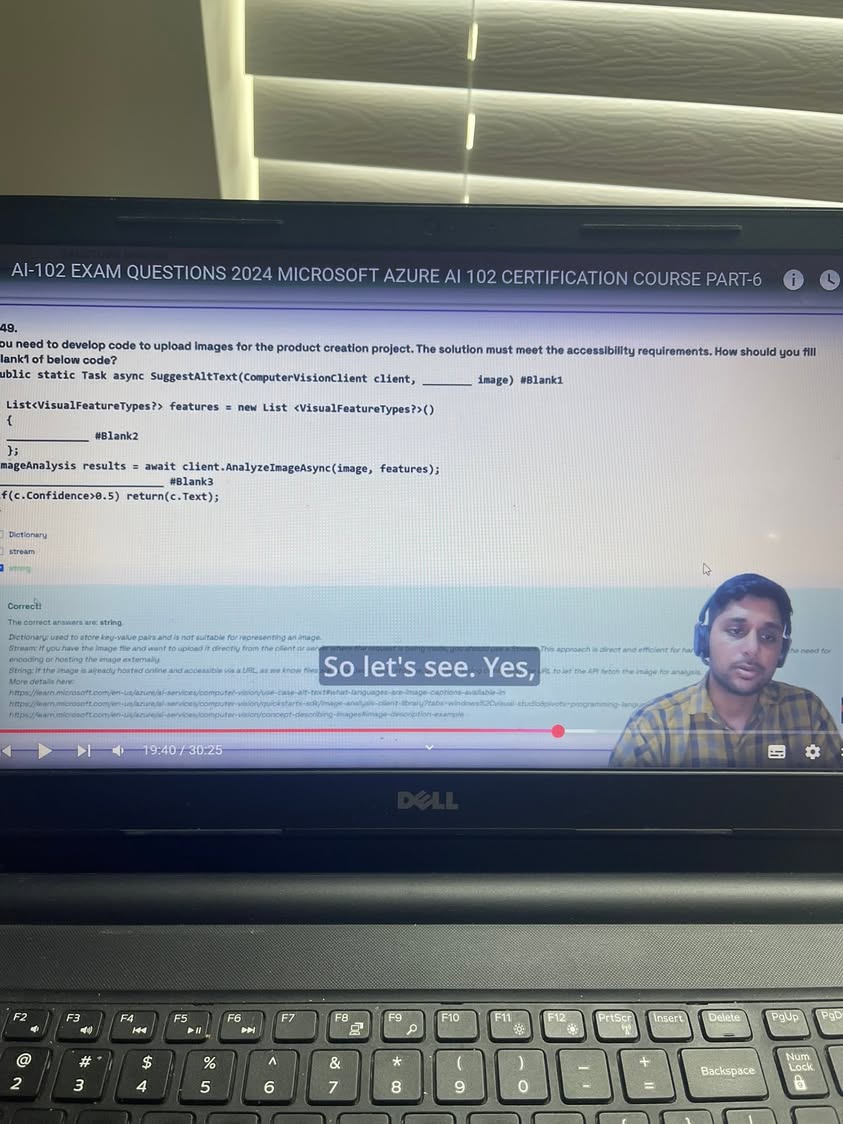 AI-102 EXAM QUESTIONS 2024 MICROSOFT AZURE AI 102 CERTIFICATION COURSE PART-6
49.
ou need to develop code to upload images for the product creation project. The solution must meet the accessibility requirements. How should you fill
lank1 of below code?
ublic static Task async SuggestAltText(ComputerVisionClient client, ________ image) #Blank1
List<VisualFeatureTypes?> features = new List <VisualFeatureTypes?>()
{
_____________ #Blank2
};
mageAnalysis results = await client.AnalyzeImageAsync(image, features);
__________________________ #Blank3
f(c.Confidence>0.5) return(c.Text);
Dictionary
stream
string
Correct!
The correct answers are: string.
Dictionary: used to store key-value pairs and is not suitable for representing an image.
Stream: If you have the image file and want to upload it directly from the client or This approach is direct and efficient for the need for
encoding or hosting the image externally.
String: If the image is already hosted online and accessible via a URL, as we know URL to let the API fetch the image for analysis.
More details here:
https://learn.microsoft.com/en-us/azure/ai-services/computer-vision/use-case-alt-text#what-languages-are-image-captions-available-in
https://learn.microsoft.com/en-us/azure/ai-services/computer-vision/quickstarts-sdk/image-analysis-client-library?tabs=windows%2Cvisual-studio&pivots=programming-langu
https://learn.microsoft.com/en-us/azure/ai-services/computer-vision/concept-describing-images#image-description-example
So let's see. Yes,
19:40 / 30:25
DELL
F2 F3 F4 F5 F6 F7 F8 F9 F10 F11 F12 PrtScr Insert Delete PgUp PgD
@ # $ % ^ & * ( ) _ + Backspace Num Lock
2 3 4 5 6 7 8 9 0 - =